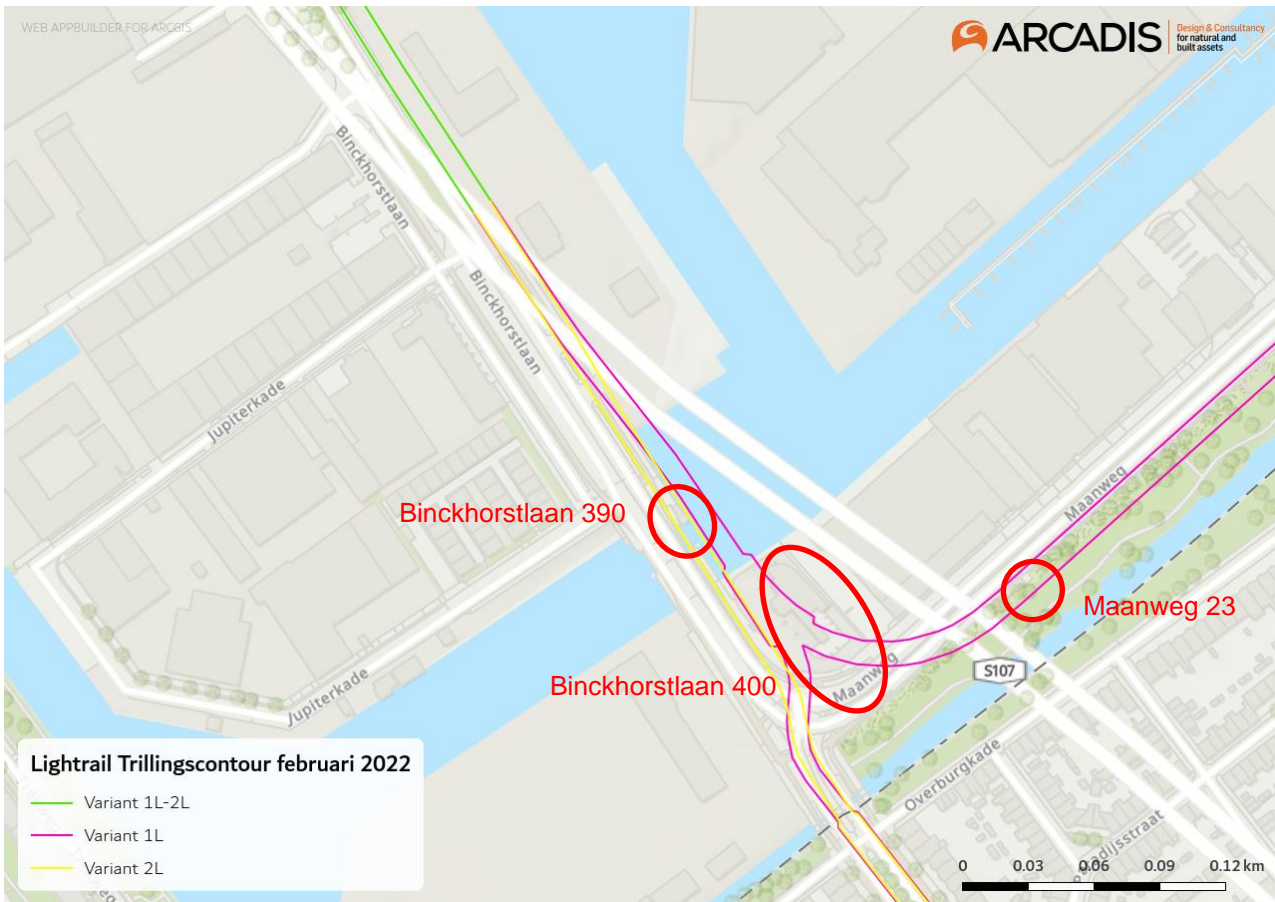 WEB APPBUILDER FOR ARCGIS
ARCADIS
Design & Consultancy
for natural and
built assets
Binckhorstlaan
Binckhorstlaan
Jupiterkade
Maanweg
Binckhorstlaan 390
Maanweg 23
S107
Binckhorstlaan 400
Maanweg
Jupiterkade
Overburgkade
Lightrail Trillingscontour februari 2022
Variant 1L-2L
Variant 1L
Variant 2L
0 0.03 0.06 0.09 0.12 km